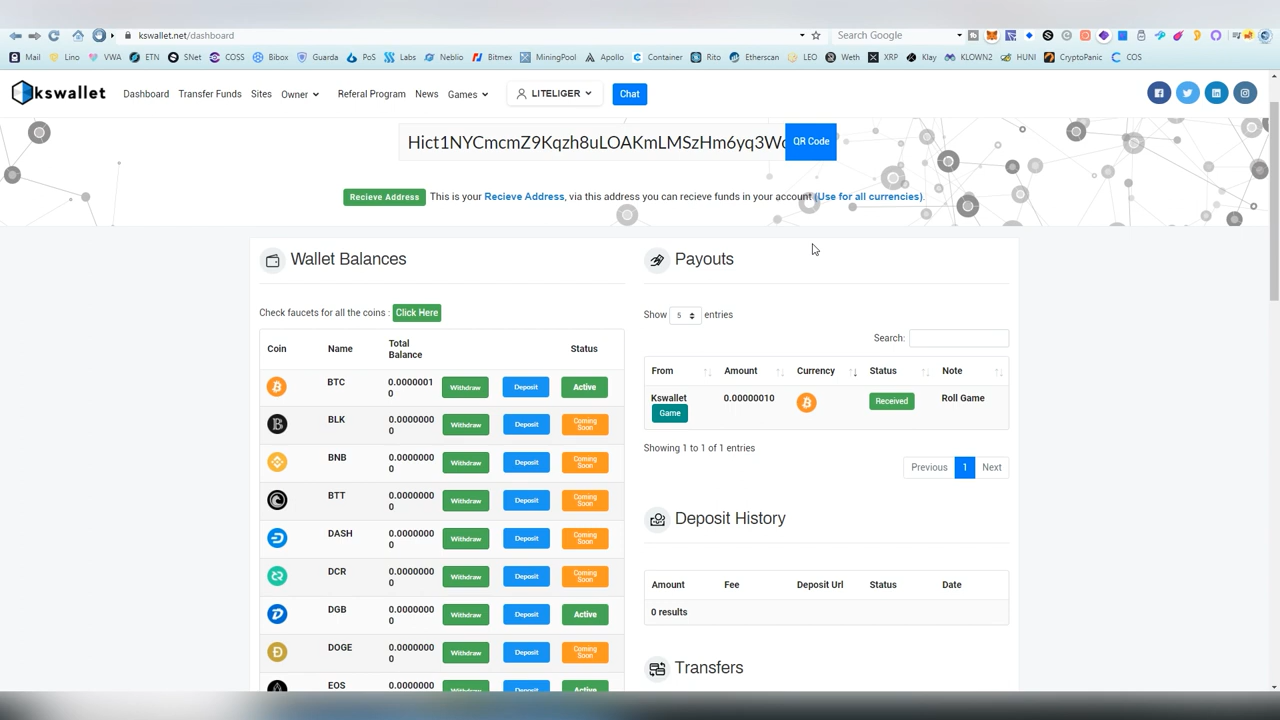 kswallet.net/dashboard
Search Google
Mail Lino VWA ETN SNet COSS Bibox Guarda PoS Labs Neblio Bitmex MiningPool Apollo Container Rito Etherscan LEO Weth XRP Klay KLOWN2 HUNI CryptoPanic COS
kswallet Dashboard Transfer Funds Sites Owner Referal Program News Games LITELIGER Chat
QR Code
Recieve Address This is your Recieve Address, via this address you can recieve funds in your account (Use for all currencies).
Wallet Balances
Check faucets for all the coins : Click Here
Coin Name Total Balance Status
BTC 0.00000010 Withdraw Deposit Active
BLK 0.00000000 Withdraw Deposit Coming Soon
BNB 0.00000000 Withdraw Deposit Coming Soon
BTT 0.00000000 Withdraw Deposit Coming Soon
DASH 0.00000000 Withdraw Deposit Coming Soon
DCR 0.00000000 Withdraw Deposit Coming Soon
DGB 0.00000000 Withdraw Deposit Active
DOGE 0.00000000 Withdraw Deposit Coming Soon
EOS 0.0000000 Withdraw Deposit Active
Payouts
Show 5 entries
Search:
From Amount Currency Status Note
Kswallet 0.00000010 Received Roll Game
Game
Showing 1 to 1 of 1 entries
Previous 1 Next
Deposit History
Amount Fee Deposit Url Status Date
0 results
Transfers